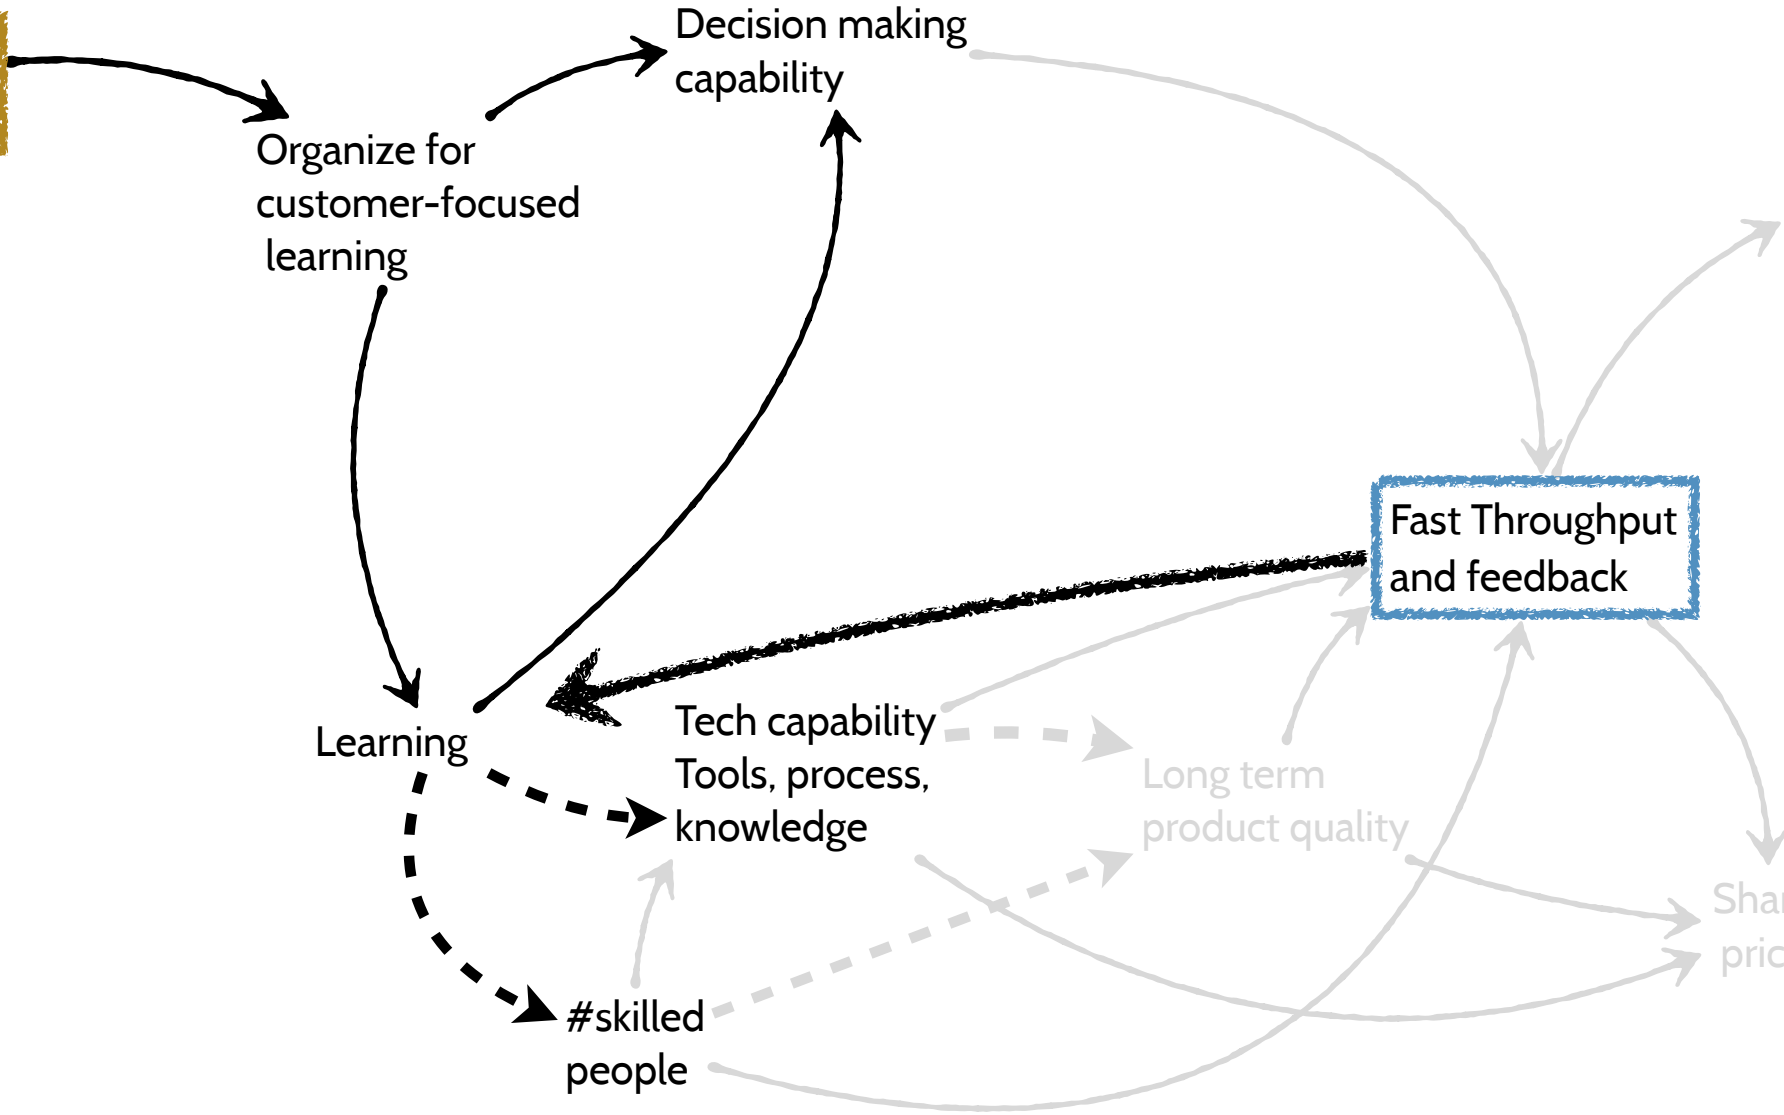 Decision making
capability
Organize for
customer-focused
learning
Fast Throughput
and feedback
Learning
Tech capability
Tools, process,
knowledge
Long term
product quality
#skilled
people